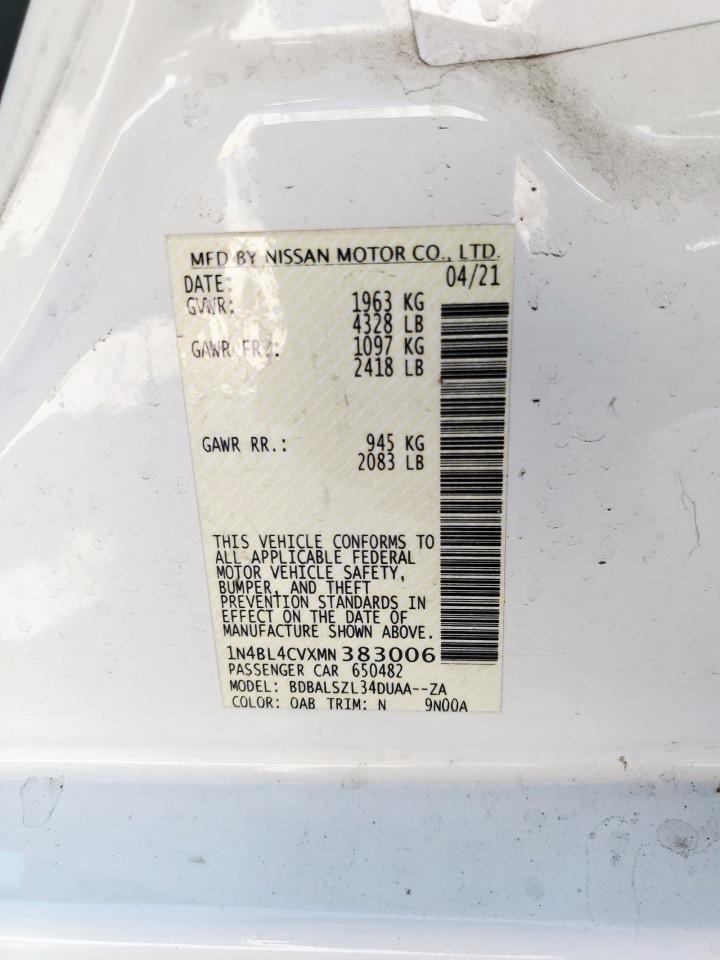 MFD BY NISSAN MOTOR CO., LTD.
DATE: 04/21
GVWR: 1963 KG
4328 LB
GAWR FR.: 1097 KG
2418 LB
GAWR RR.: 945 KG
2083 LB
THIS VEHICLE CONFORMS TO
ALL APPLICABLE FEDERAL
MOTOR VEHICLE SAFETY,
BUMPER, AND THEFT
PREVENTION STANDARDS IN
EFFECT ON THE DATE OF
MANUFACTURE SHOWN ABOVE.
1N4BL4CVXMN383006
PASSENGER CAR 650482
MODEL: BDBALSZL34DUAA--ZA
COLOR: QAB TRIM: N 9N00A